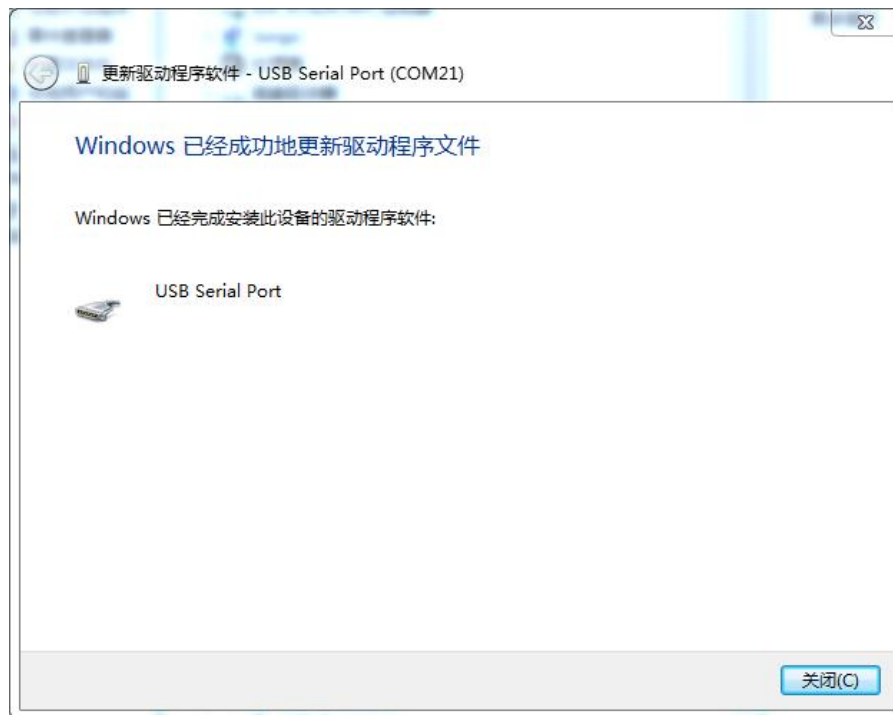 更新驱动程序软件 - USB Serial Port (COM21)
Windows 已经成功地更新驱动程序文件
Windows 已经完成安装此设备的驱动程序软件:
USB Serial Port
关闭(C)